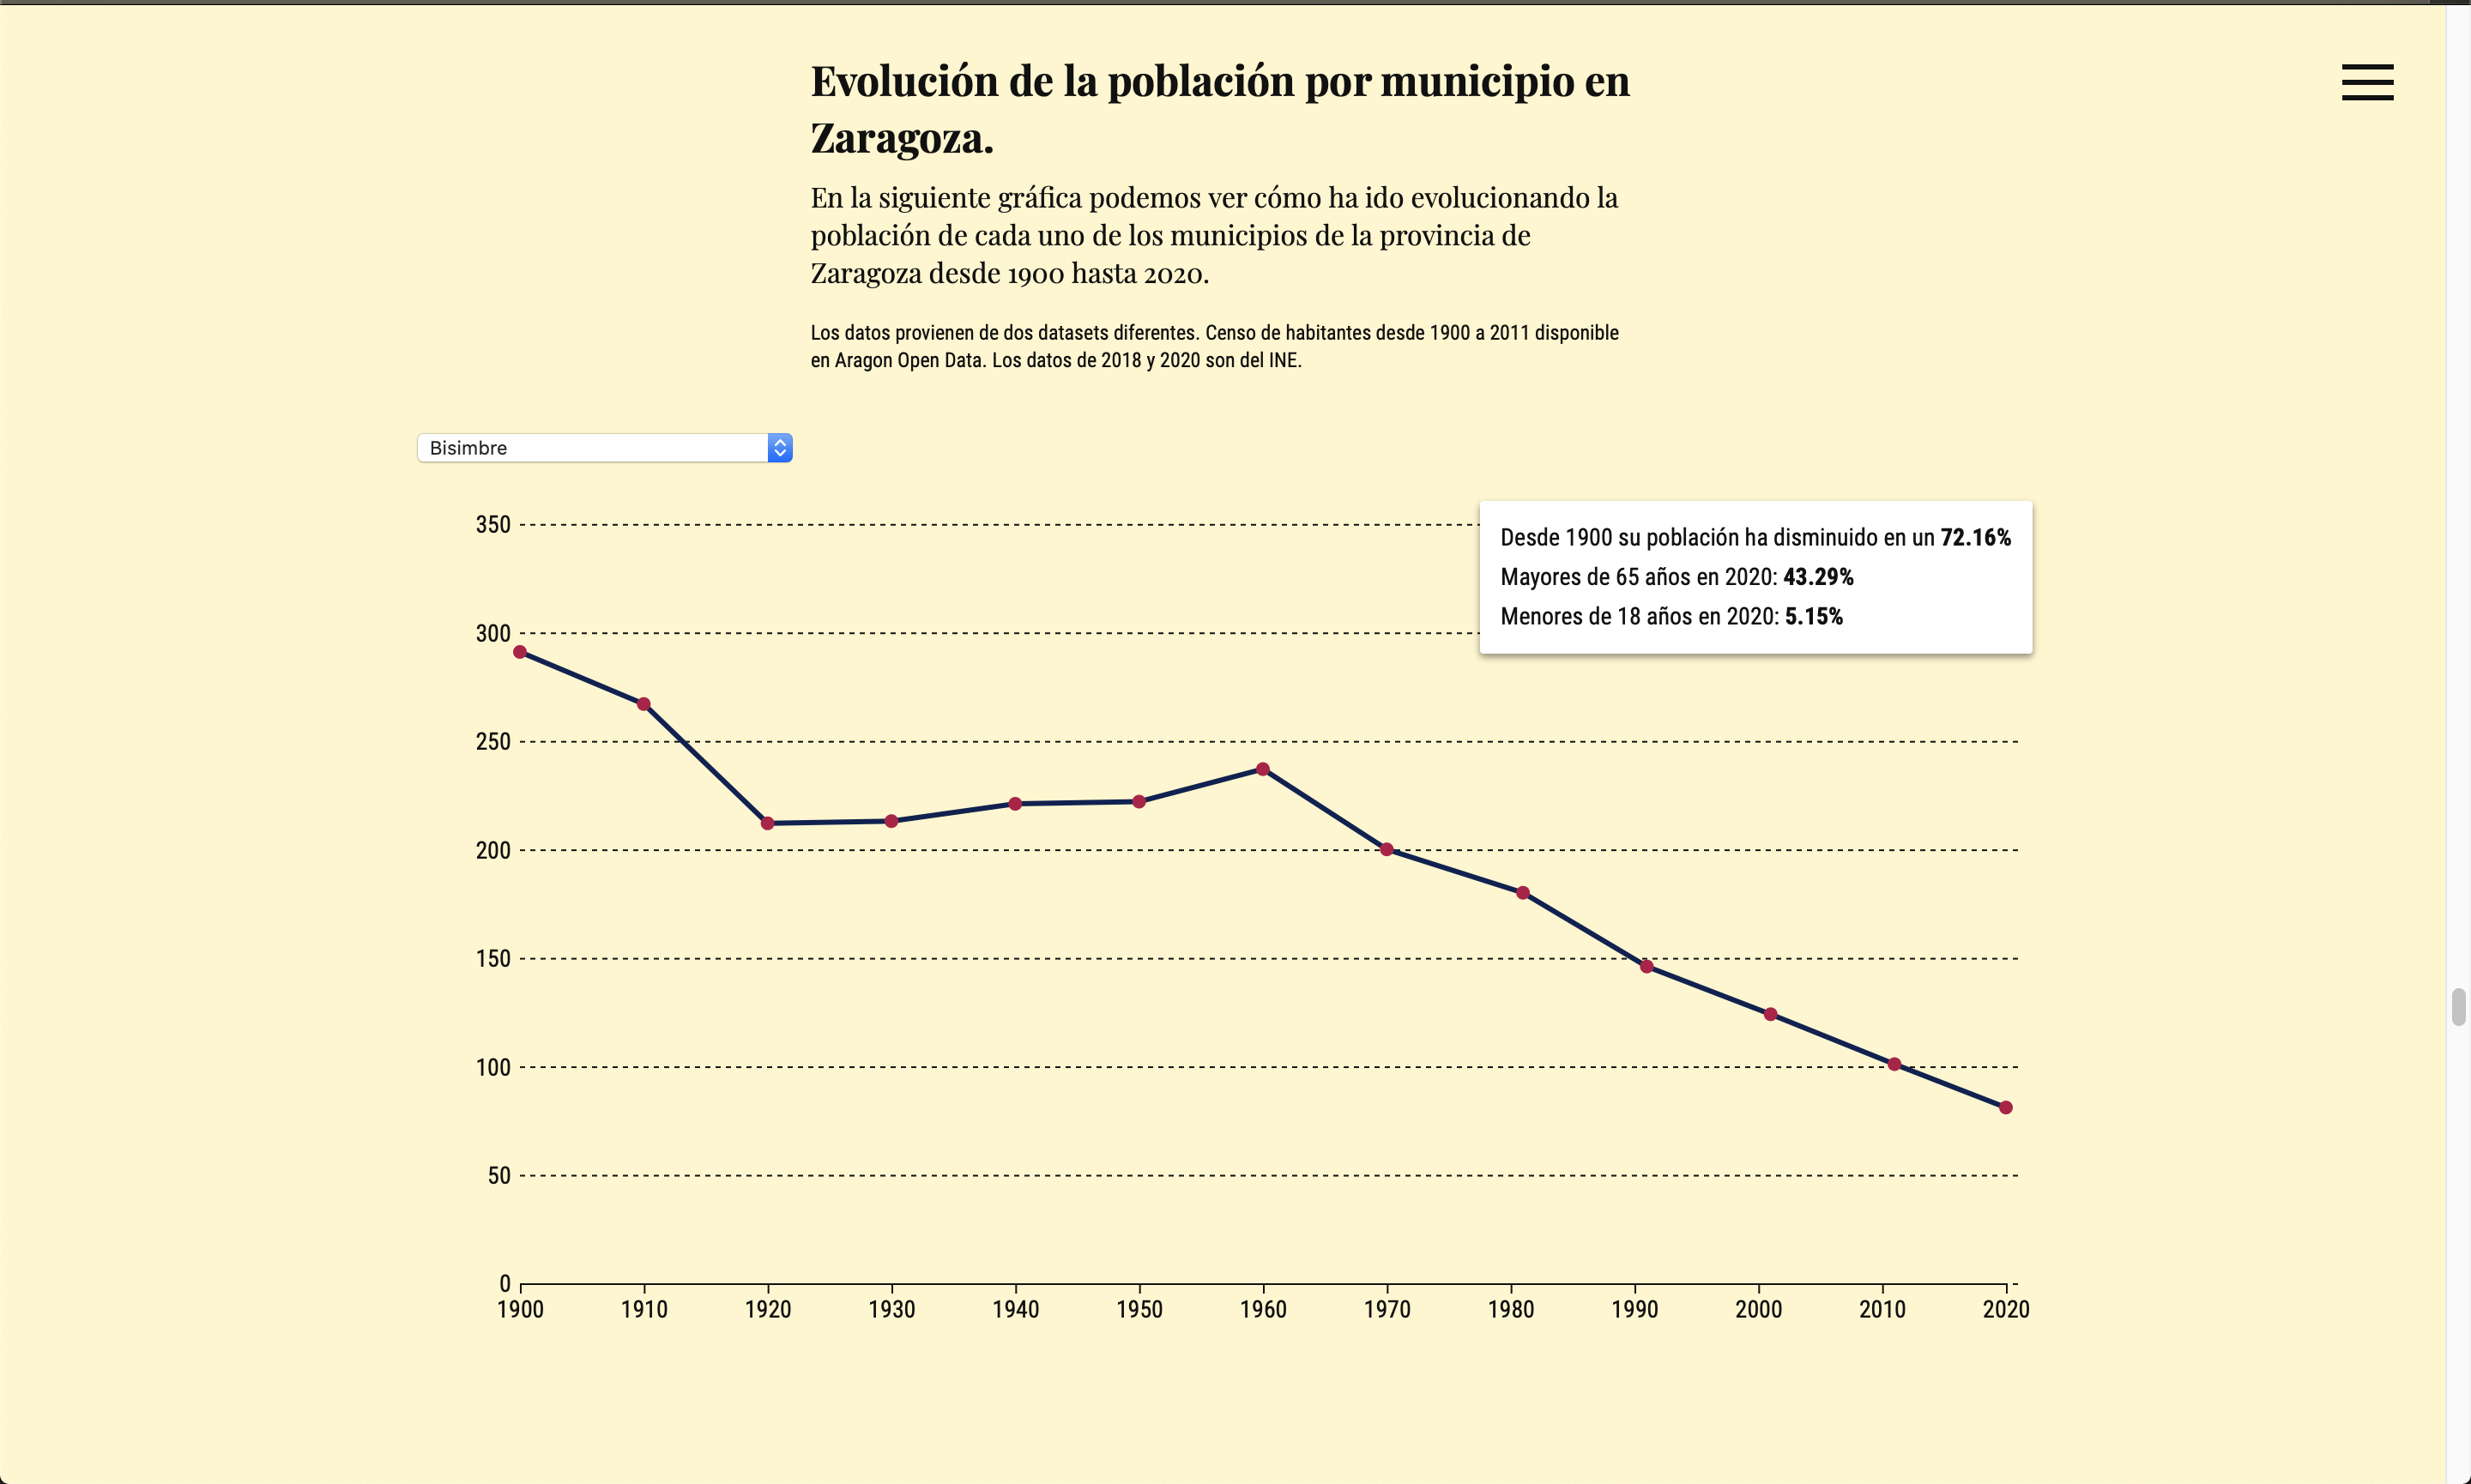 Evolución de la población por municipio en
Zaragoza.
En la siguiente gráfica podemos ver cómo ha ido evolucionando la
población de cada uno de los municipios de la provincia de
Zaragoza desde 1900 hasta 2020.
Los datos provienen de dos datasets diferentes. Censo de habitantes desde 1900 a 2011 disponible
en Aragon Open Data. Los datos de 2018 y 2020 son del INE.
Bisimbre
Desde 1900 su población ha disminuido en un 72.16%
Mayores de 65 años en 2020: 43.29%
Menores de 18 años en 2020: 5.15%
350
300
250
200
150
100
50
0
1900 1910 1920 1930 1940 1950 1960 1970 1980 1990 2000 2010 2020